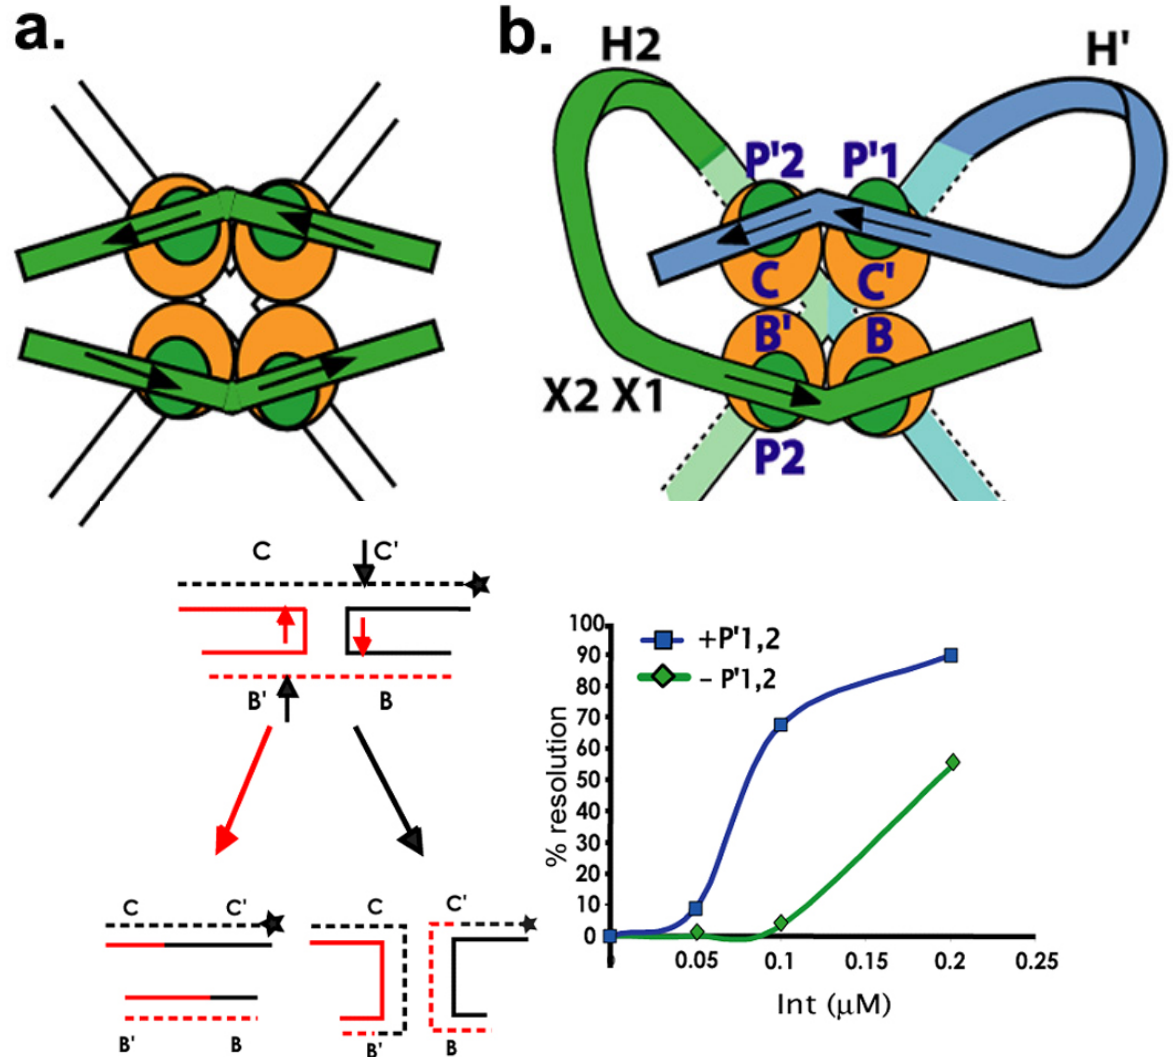 a.
b.
H2
H'
P'2 P'1
C C'
B' B
X2 X1
P2
C C'
B' B
C C'
B' B
C C'
B' B
100
90
80
70
60
50
40
30
20
10
0
% resolution
+P'1,2
– P'1,2
0.05 0.1 0.15 0.2 0.25
Int (μM)